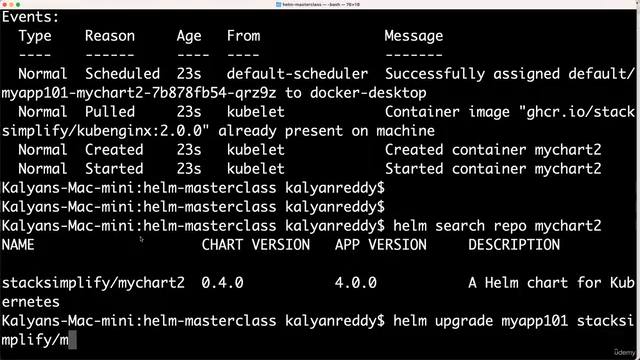 helm-masterclass — -bash — 76×19
Events:
Type Reason Age From Message
---- ------ ---- ---- -------
Normal Scheduled 23s default-scheduler Successfully assigned default/
myapp101-mychart2-7b878fb54-qrz9z to docker-desktop
Normal Pulled 23s kubelet Container image "ghcr.io/stack
simplify/kubenginx:2.0.0" already present on machine
Normal Created 23s kubelet Created container mychart2
Normal Started 23s kubelet Started container mychart2
Kalyans-Mac-mini:helm-masterclass kalyanreddy$
Kalyans-Mac-mini:helm-masterclass kalyanreddy$
Kalyans-Mac-mini:helm-masterclass kalyanreddy$ helm search repo mychart2
NAME CHART VERSION APP VERSION DESCRIPTION
stacksimplify/mychart2 0.4.0 4.0.0 A Helm chart for Kub
ernetes
Kalyans-Mac-mini:helm-masterclass kalyanreddy$ helm upgrade myapp101 stacksi
mplify/m
udemy